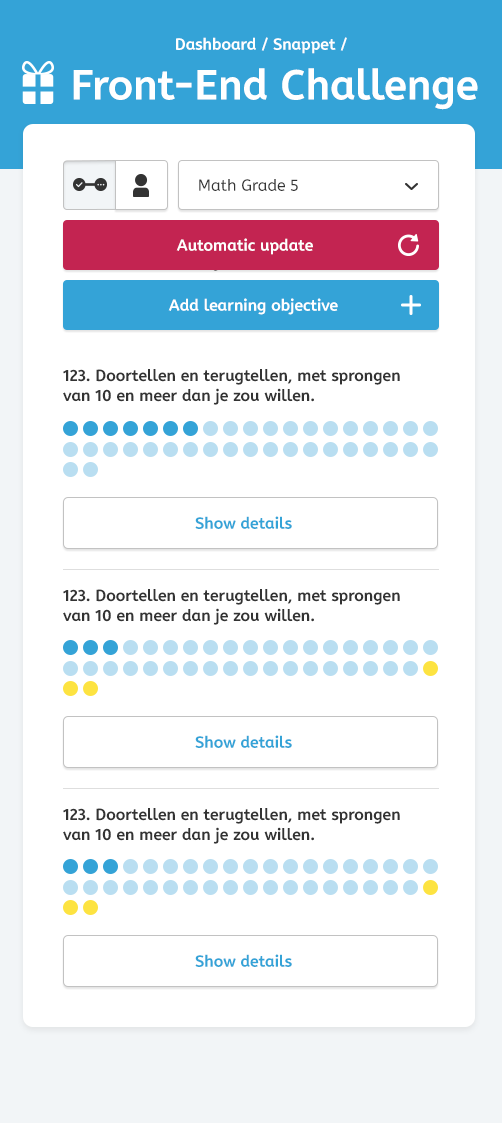 Dashboard / Snappet /
Front-End Challenge
Math Grade 5
Automatic update
Add learning objective
123. Doortellen en terugtellen, met sprongen
van 10 en meer dan je zou willen.
Show details
123. Doortellen en terugtellen, met sprongen
van 10 en meer dan je zou willen.
Show details
123. Doortellen en terugtellen, met sprongen
van 10 en meer dan je zou willen.
Show details